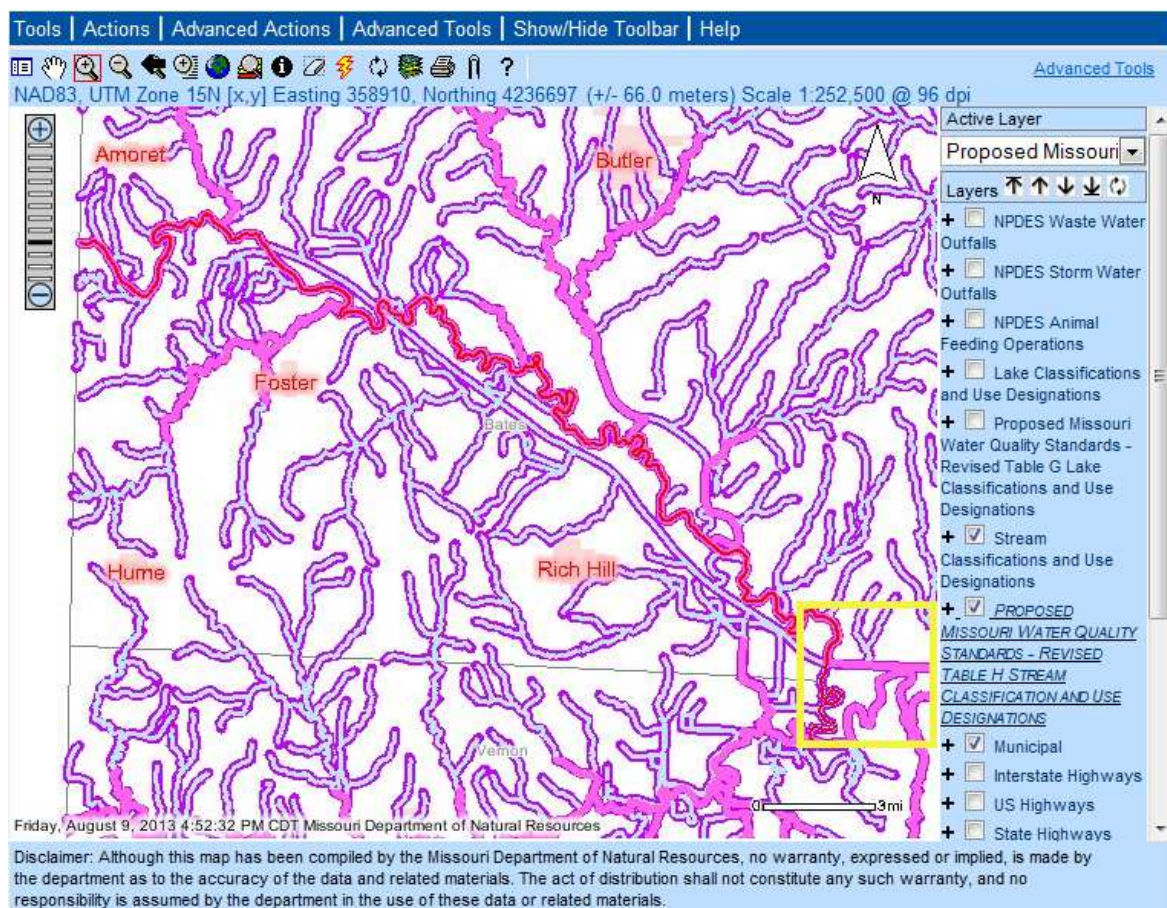 Tools | Actions | Advanced Actions | Advanced Tools | Show/Hide Toolbar | Help
Advanced Tools
NAD83, UTM Zone 15N [x,y] Easting 358910, Northing 4236697 (+/- 66.0 meters) Scale 1:252,500 @ 96 dpi
Active Layer
Proposed Missouri
Layers
+ NPDES Waste Water
Outfalls
+ NPDES Storm Water
Outfalls
+ NPDES Animal
Feeding Operations
+ Lake Classifications
and Use Designations
+ Proposed Missouri
Water Quality Standards -
Revised Table G Lake
Classifications and Use
Designations
+ Stream
Classifications and Use
Designations
+ PROPOSED
MISSOURI WATER QUALITY
STANDARDS - REVISED
TABLE H STREAM
CLASSIFICATION AND USE
DESIGNATIONS
+ Municipal
+ Interstate Highways
+ US Highways
+ State Highways
Amoret
Butler
N
Foster
Bates
Hume
Rich Hill
Vernon
0 3mi
Friday, August 9, 2013 4:52:32 PM CDT Missouri Department of Natural Resources
Disclaimer: Although this map has been compiled by the Missouri Department of Natural Resources, no warranty, expressed or implied, is made by
the department as to the accuracy of the data and related materials. The act of distribution shall not constitute any such warranty, and no
responsibility is assumed by the department in the use of these data or related materials.